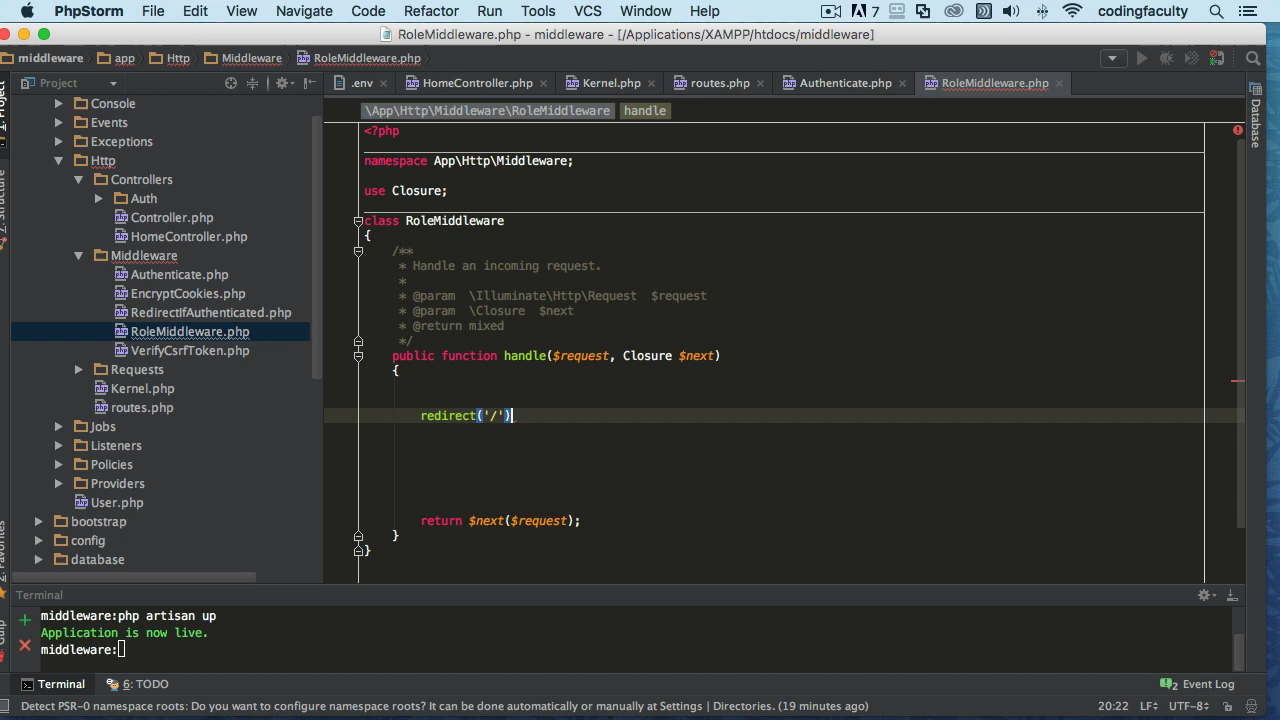 PhpStorm File Edit View Navigate Code Refactor Run Tools VCS Window Help 7 codingfaculty
RoleMiddleware.php - middleware - [/Applications/XAMPP/htdocs/middleware]
middleware app Http Middleware RoleMiddleware.php
1: Project
Z: Structure
2: Favorites
Gulp
Project
Console
Events
Exceptions
Http
Controllers
Auth
Controller.php
HomeController.php
Middleware
Authenticate.php
EncryptCookies.php
RedirectIfAuthenticated.php
RoleMiddleware.php
VerifyCsrfToken.php
Requests
Kernel.php
routes.php
Jobs
Listeners
Policies
Providers
User.php
bootstrap
config
database
.env HomeController.php Kernel.php routes.php Authenticate.php RoleMiddleware.php
\App\Http\Middleware\RoleMiddleware handle
<?php
namespace App\Http\Middleware;
use Closure;
class RoleMiddleware
{
/**
* Handle an incoming request.
*
* @param \Illuminate\Http\Request $request
* @param \Closure $next
* @return mixed
*/
public function handle($request, Closure $next)
{
redirect('/')
return $next($request);
}
}
Database
Terminal
middleware:php artisan up
Application is now live.
middleware:
Terminal 6: TODO 2 Event Log
Detect PSR-0 namespace roots: Do you want to configure namespace roots? It can be done automatically or manually at Settings | Directories. (19 minutes ago) 20:22 LF UTF-8